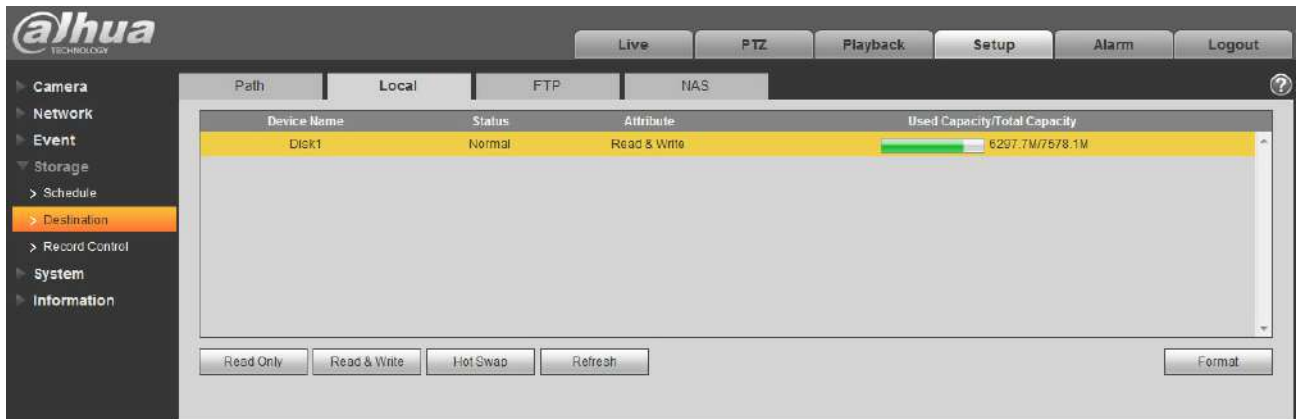 alhua
TECHNOLOGY
Live PTZ Playback Setup Alarm Logout
Camera
Network
Event
Storage
> Schedule
> Destination
> Record Control
System
Information
Path Local FTP NAS
?
Device Name Status Attribute Used Capacity/Total Capacity
Disk1 Normal Read & Write 6297.7M/7578.1M
Read Only Read & Write Hot Swap Refresh Format